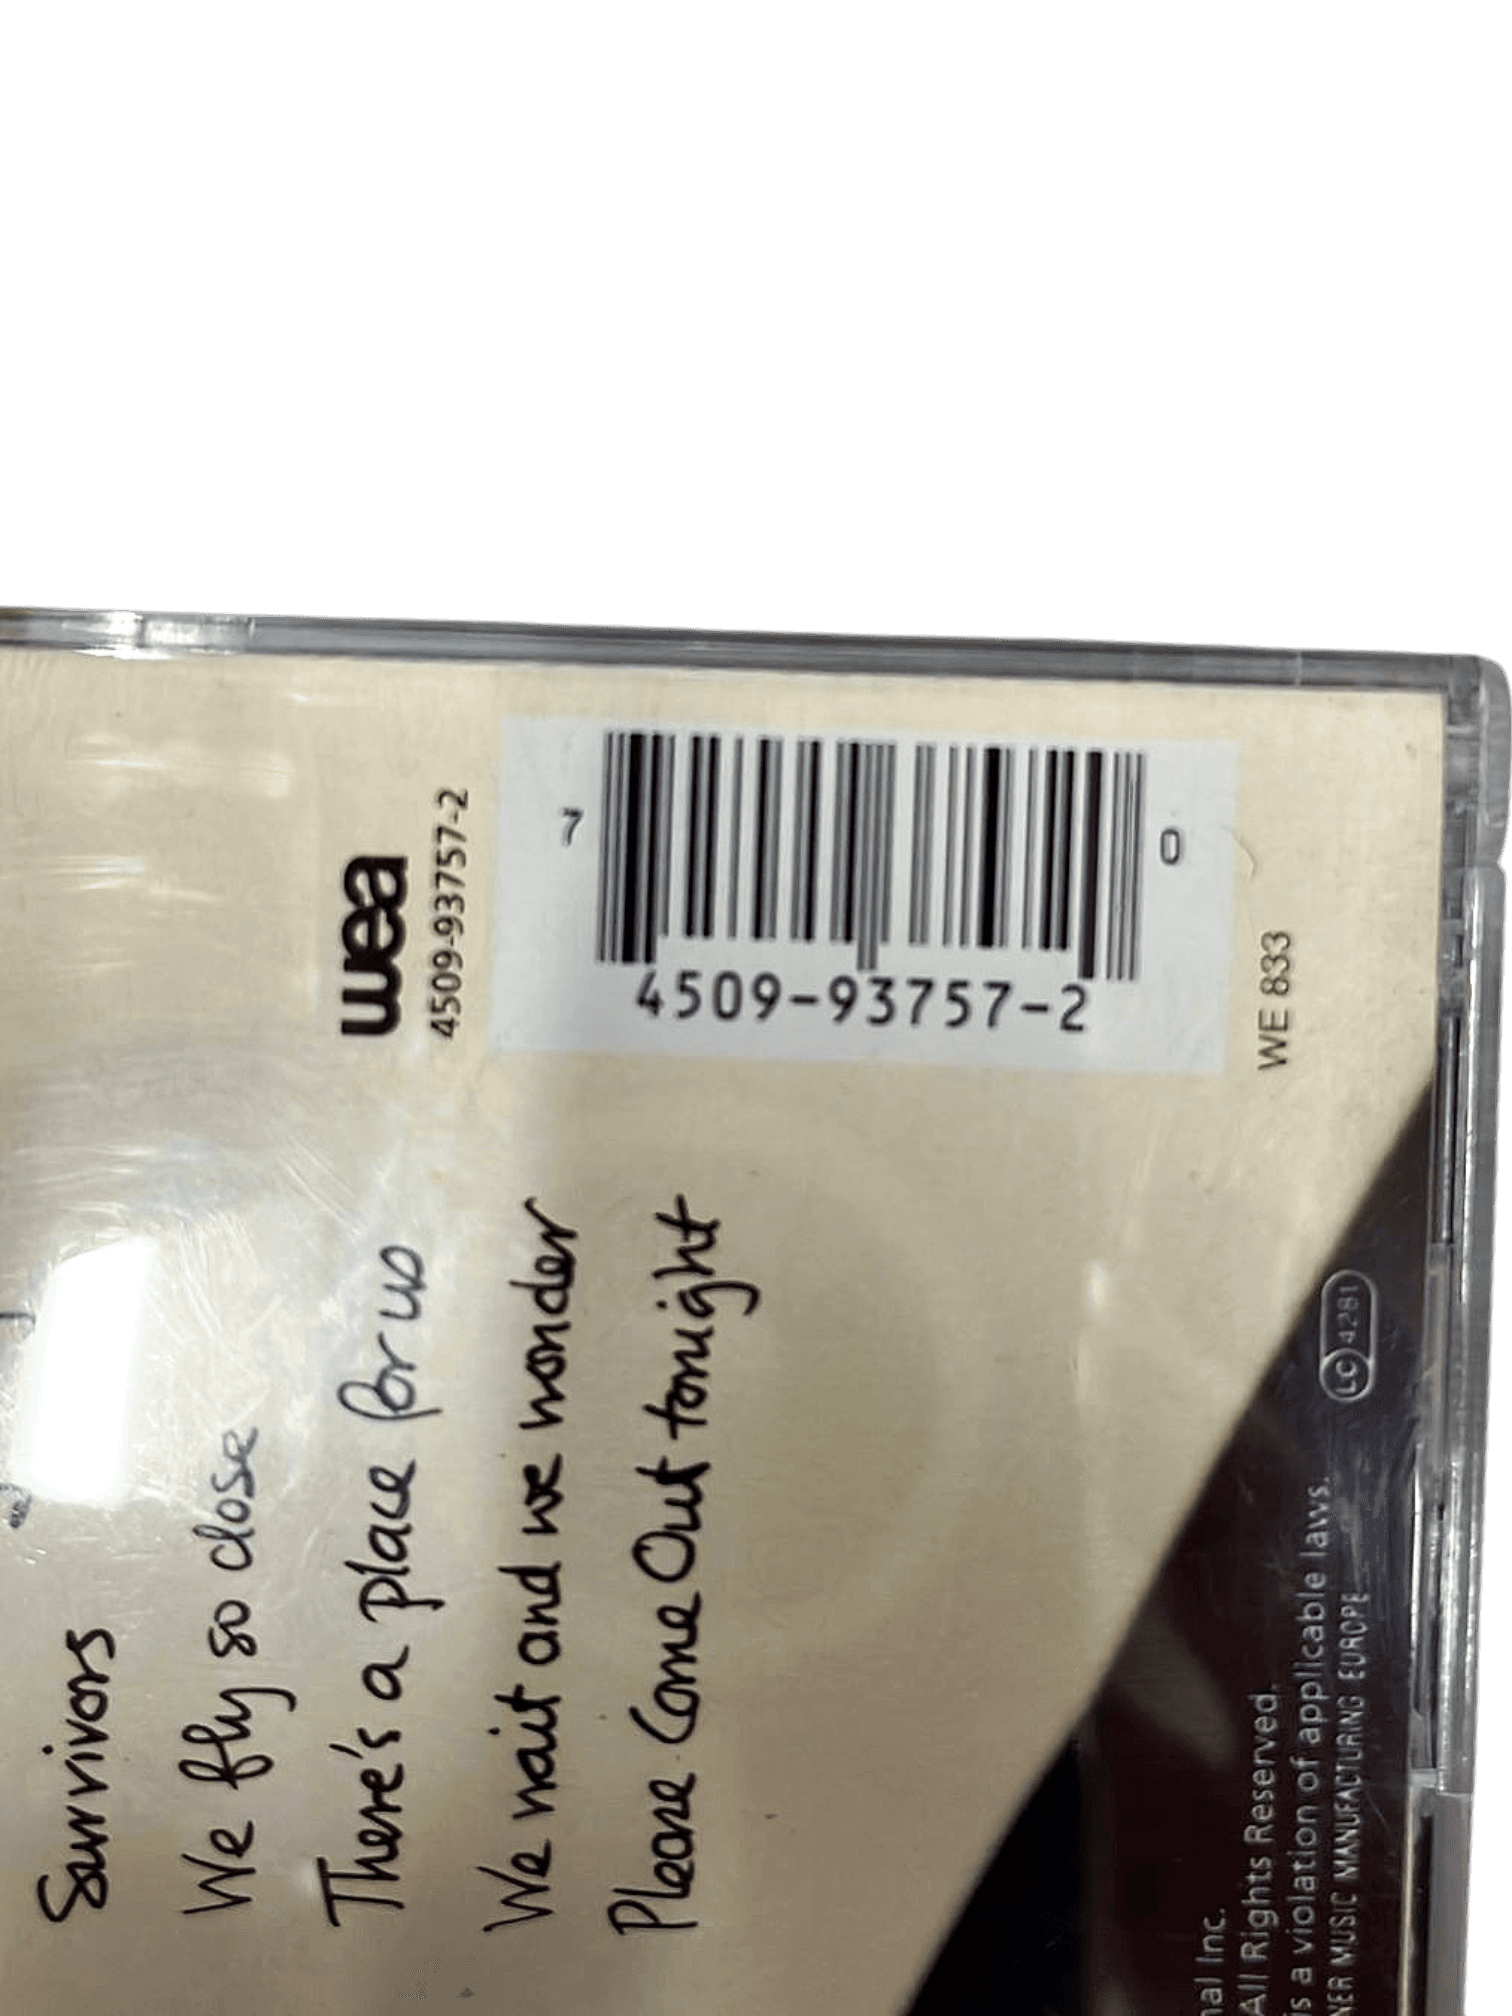 Survivors
We fly so close
There's a place for us
We wait and we wonder
Please Come Out tonight
wea
4509-93757-2
7
0
4509-93757-2
WE 833
LC 4281
nal Inc.
All Rights Reserved.
is a violation of applicable laws.
ER MUSIC MANUFACTURING EUROPE